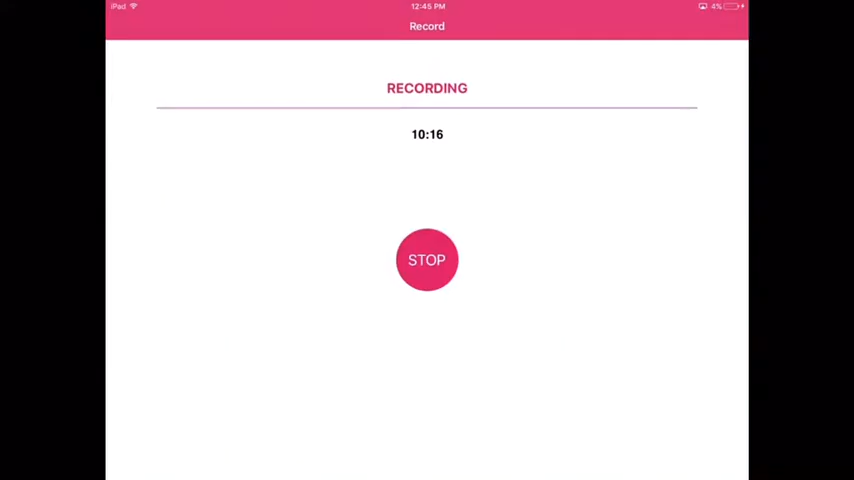 iPad 12:45 PM 4%
Record
RECORDING
10:16
STOP